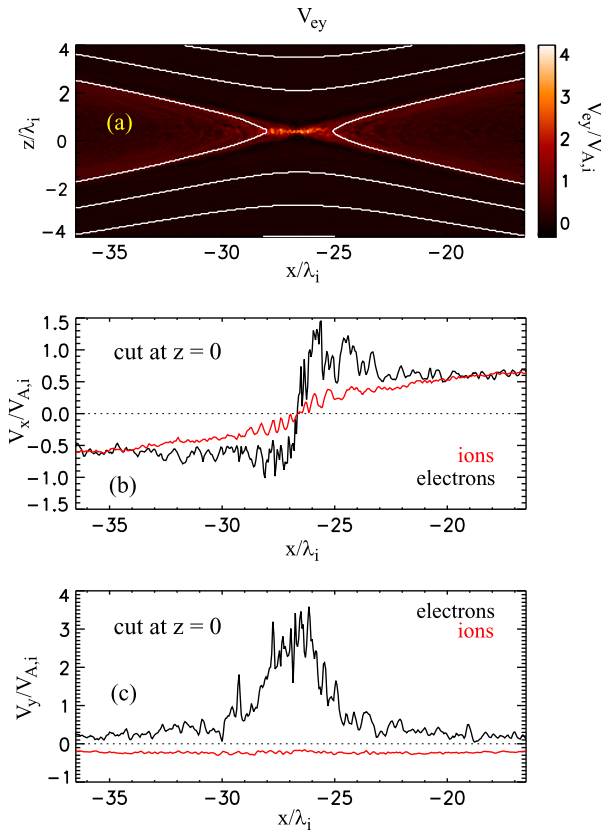 V_ey
4
2
0
-2
-4
z/λ_i
(a)
-35
-30
-25
-20
x/λ_i
4
3
2
1
0
V_ey/V_A,i
1.5
1.0
0.5
0.0
-0.5
-1.0
-1.5
V_x/V_A,i
cut at z = 0
ions
electrons
(b)
-35
-30
-25
-20
x/λ_i
4
3
2
1
0
-1
V_y/V_A,i
cut at z = 0
electrons
ions
(c)
-35
-30
-25
-20
x/λ_i